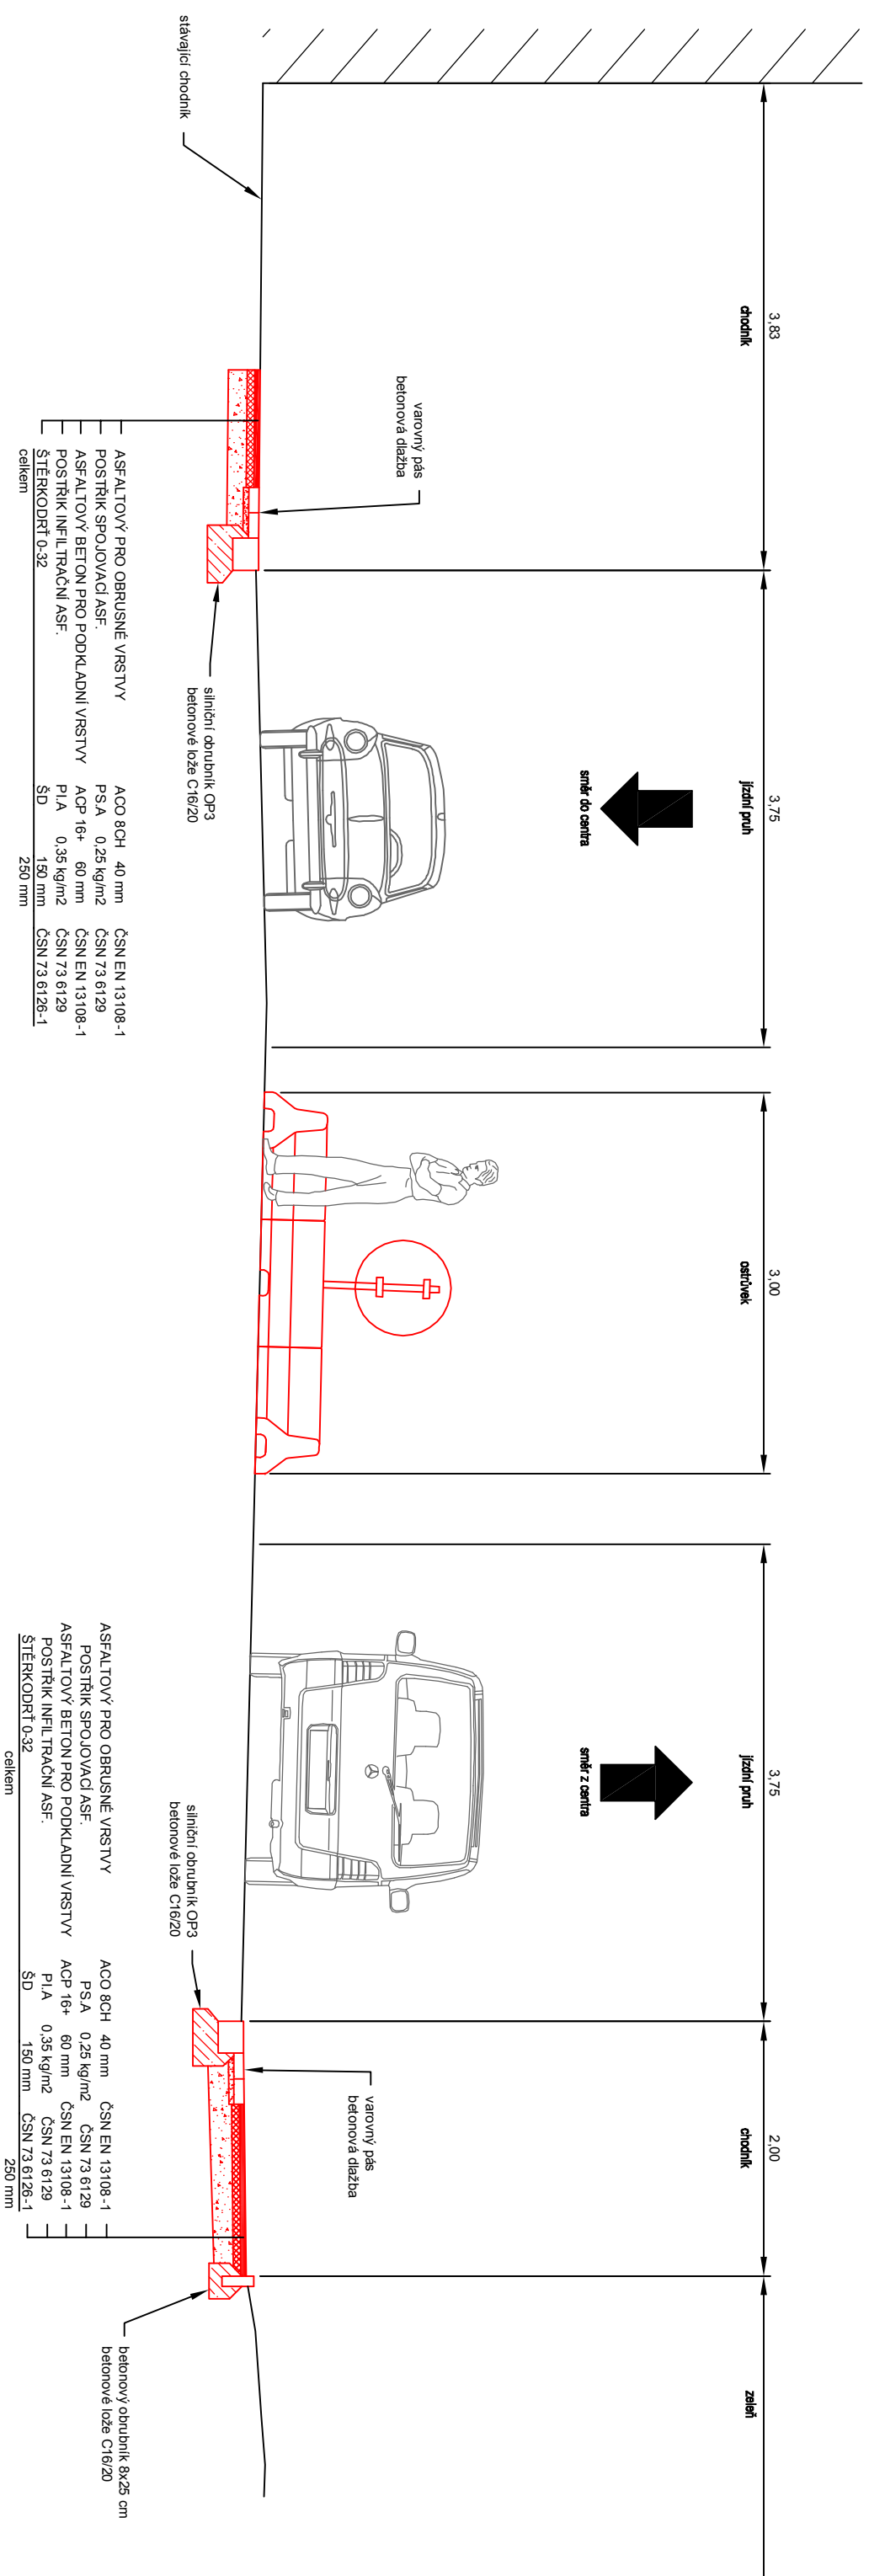 3,83
chodník
3,75
jízdní pruh
3,00
ostrůvek
3,75
jízdní pruh
2,00
chodník
zeleň
směr do centra
směr z centra
stávající chodník
varovný pás
betonová dlažba
silniční obrubník OP3
betonové lože C16/20
ASFALTOVÝ PRO OBRUSNÉ VRSTVY ACO 8CH 40 mm ČSN EN 13108-1
POSTŘIK SPOJOVACÍ ASF. PS.A 0,25 kg/m2 ČSN 73 6129
ASFALTOVÝ BETON PRO PODKLADNÍ VRSTVY ACP 16+ 60 mm ČSN EN 13108-1
POSTŘIK INFILTRAČNÍ ASF. PI.A 0,35 kg/m2 ČSN 73 6129
ŠTĚRKODRŤ 0-32 ŠD 150 mm ČSN 73 6126-1
celkem 250 mm
silniční obrubník OP3
betonové lože C16/20
varovný pás
betonová dlažba
ASFALTOVÝ PRO OBRUSNÉ VRSTVY ACO 8CH 40 mm ČSN EN 13108-1
POSTŘIK SPOJOVACÍ ASF. PS.A 0,25 kg/m2 ČSN 73 6129
ASFALTOVÝ BETON PRO PODKLADNÍ VRSTVY ACP 16+ 60 mm ČSN EN 13108-1
POSTŘIK INFILTRAČNÍ ASF. PI.A 0,35 kg/m2 ČSN 73 6129
ŠTĚRKODRŤ 0-32 ŠD 150 mm ČSN 73 6126-1
celkem 250 mm
betonový obrubník 8x25 cm
betonové lože C16/20